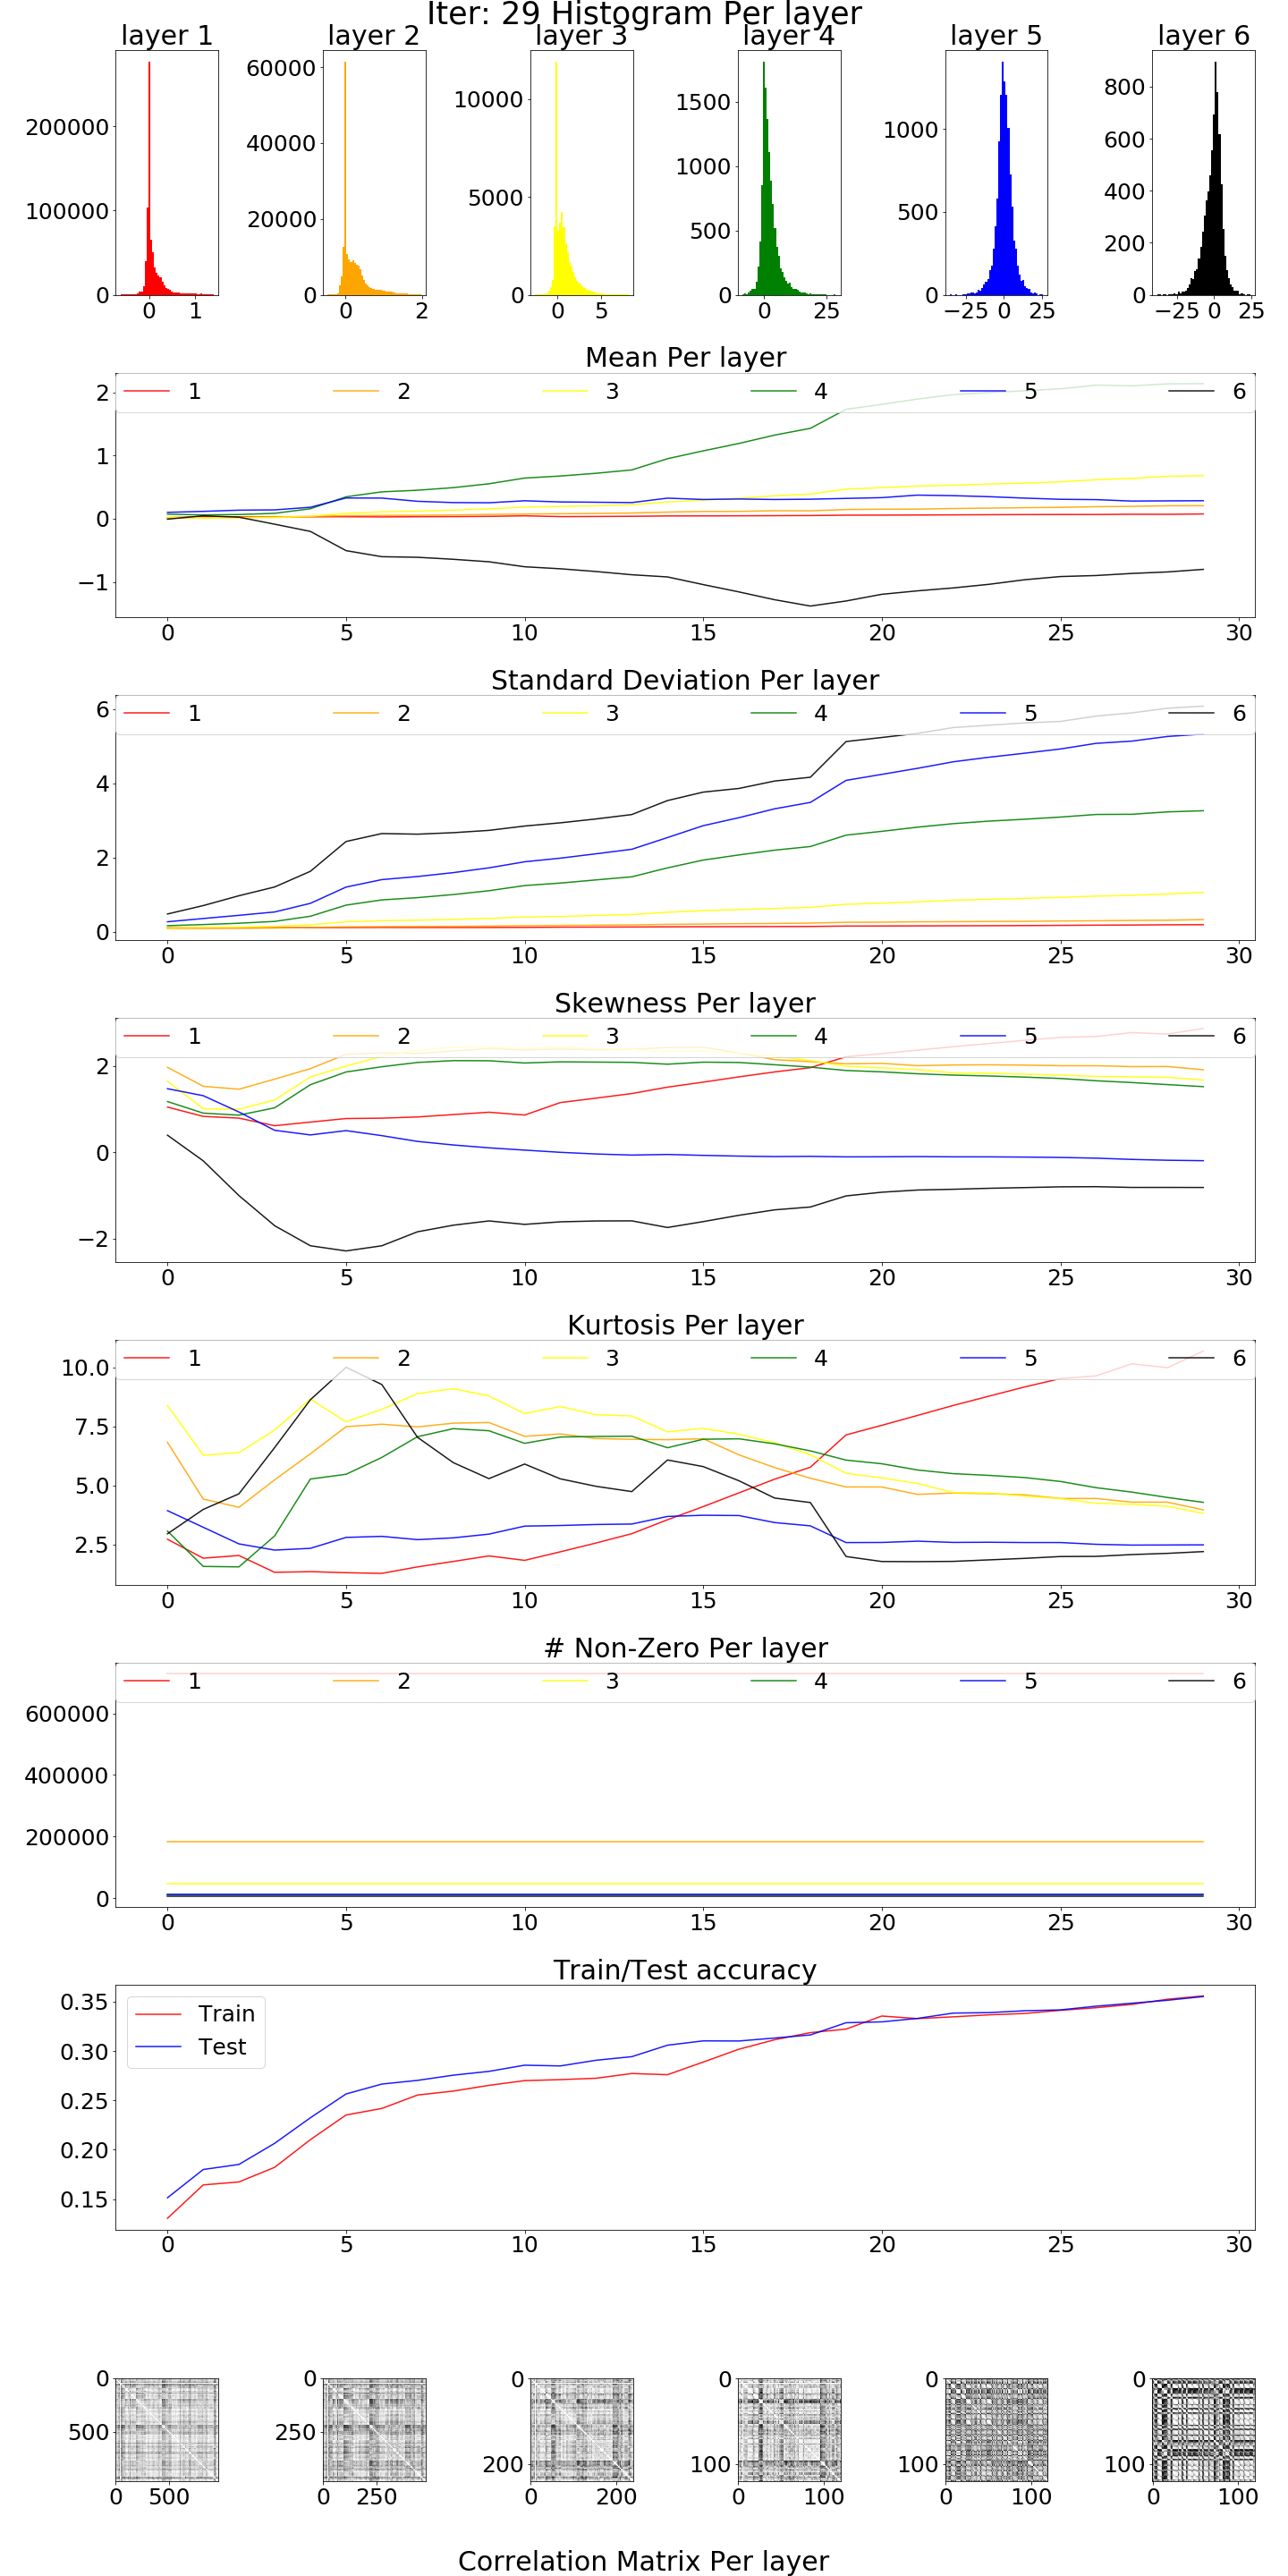 Iter: 29 Histogram Per layer
layer 1 layer 2 layer 3 layer 4 layer 5 layer 6
200000 100000 0 0 1
60000 40000 20000 0 0 2
10000 5000 0 0 5
1500 1000 500 0 0 25
1000 500 0 −25 0 25
800 600 400 200 0 −25 0 25
Mean Per layer
1 2 3 4 5 6
2
1
0
−1
0 5 10 15 20 25 30
Standard Deviation Per layer
1 2 3 4 5 6
6
4
2
0
0 5 10 15 20 25 30
Skewness Per layer
1 2 3 4 5 6
2
0
−2
0 5 10 15 20 25 30
Kurtosis Per layer
1 2 3 4 5 6
10.0
7.5
5.0
2.5
0 5 10 15 20 25 30
# Non-Zero Per layer
1 2 3 4 5 6
600000
400000
200000
0
0 5 10 15 20 25 30
Train/Test accuracy
Train
Test
0.35
0.30
0.25
0.20
0.15
0 5 10 15 20 25 30
0 500 0 500
0 250 0 250
0 200 0 200
0 100 0 100
0 100 0 100
0 100 0 100
Correlation Matrix Per layer